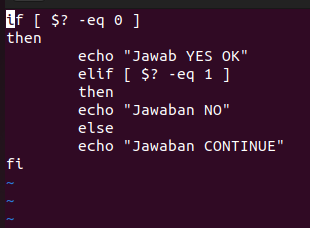 if [ $? -eq 0 ]
then
        echo "Jawab YES OK"
        elif [ $? -eq 1 ]
        then
        echo "Jawaban NO"
        else
        echo "Jawaban CONTINUE"
fi
~
~
~